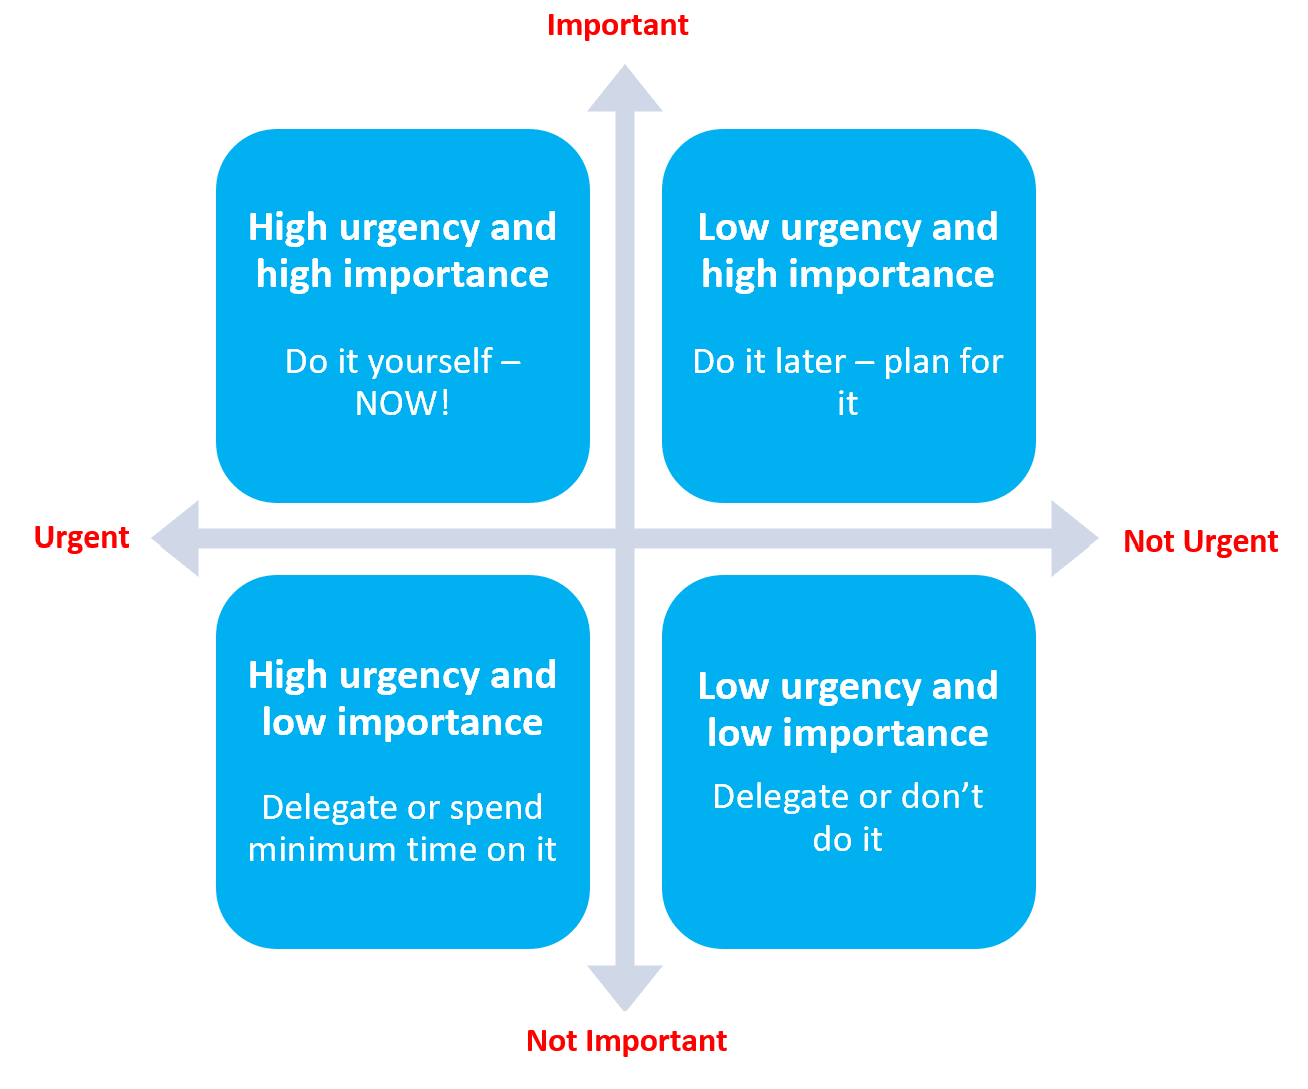 Important
High urgency and
high importance
Do it yourself –
NOW!
Low urgency and
high importance
Do it later – plan for
it
Urgent
Not Urgent
High urgency and
low importance
Delegate or spend
minimum time on it
Low urgency and
low importance
Delegate or don’t
do it
Not Important